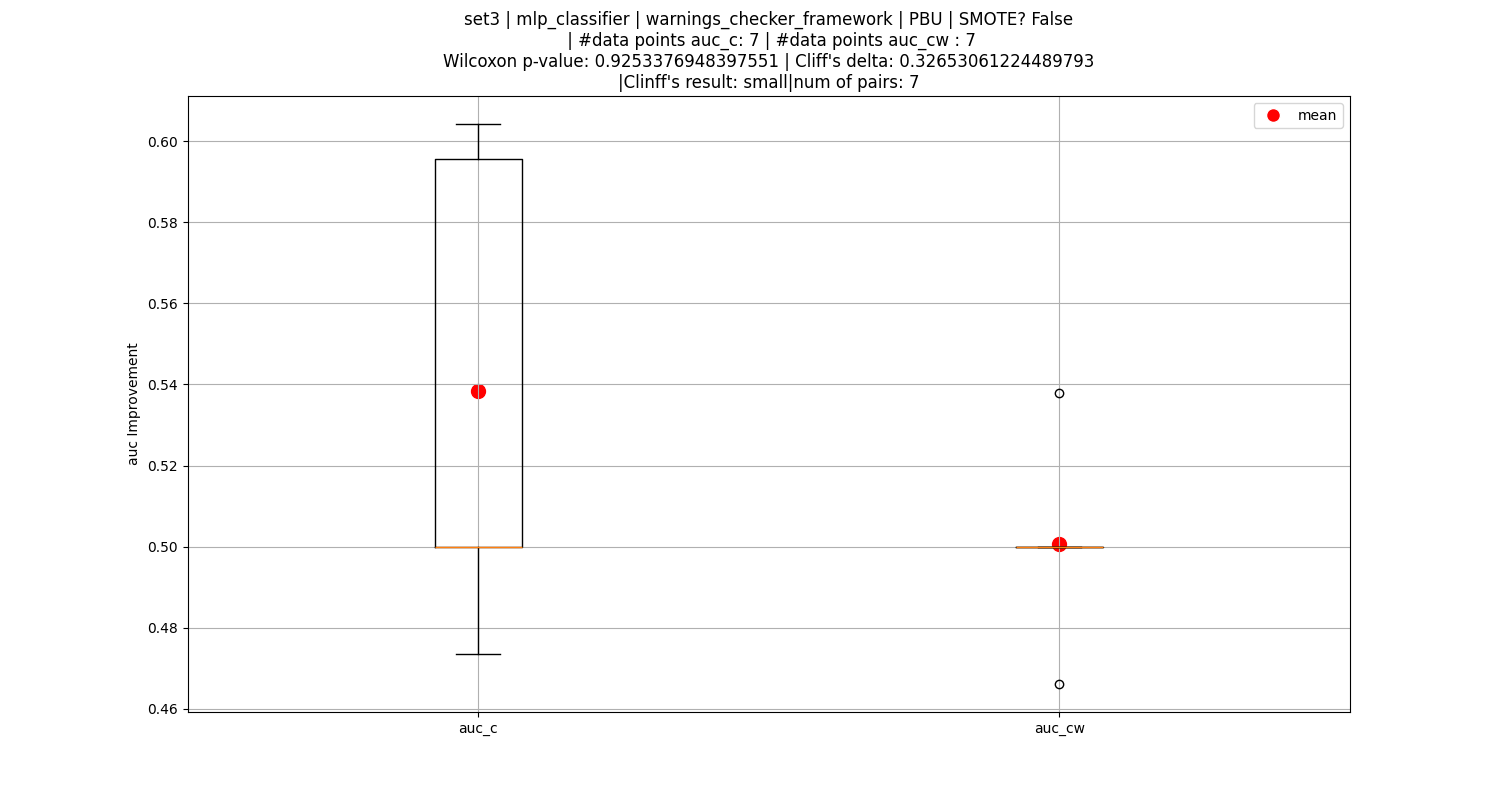 set3 | mlp_classifier | warnings_checker_framework | PBU | SMOTE? False
| #data points auc_c: 7 | #data points auc_cw : 7
Wilcoxon p-value: 0.9253376948397551 | Cliff's delta: 0.32653061224489793
|Clinff's result: small|num of pairs: 7
mean
0.60
0.58
0.56
0.54
0.52
0.50
0.48
0.46
auc Improvement
auc_c
auc_cw